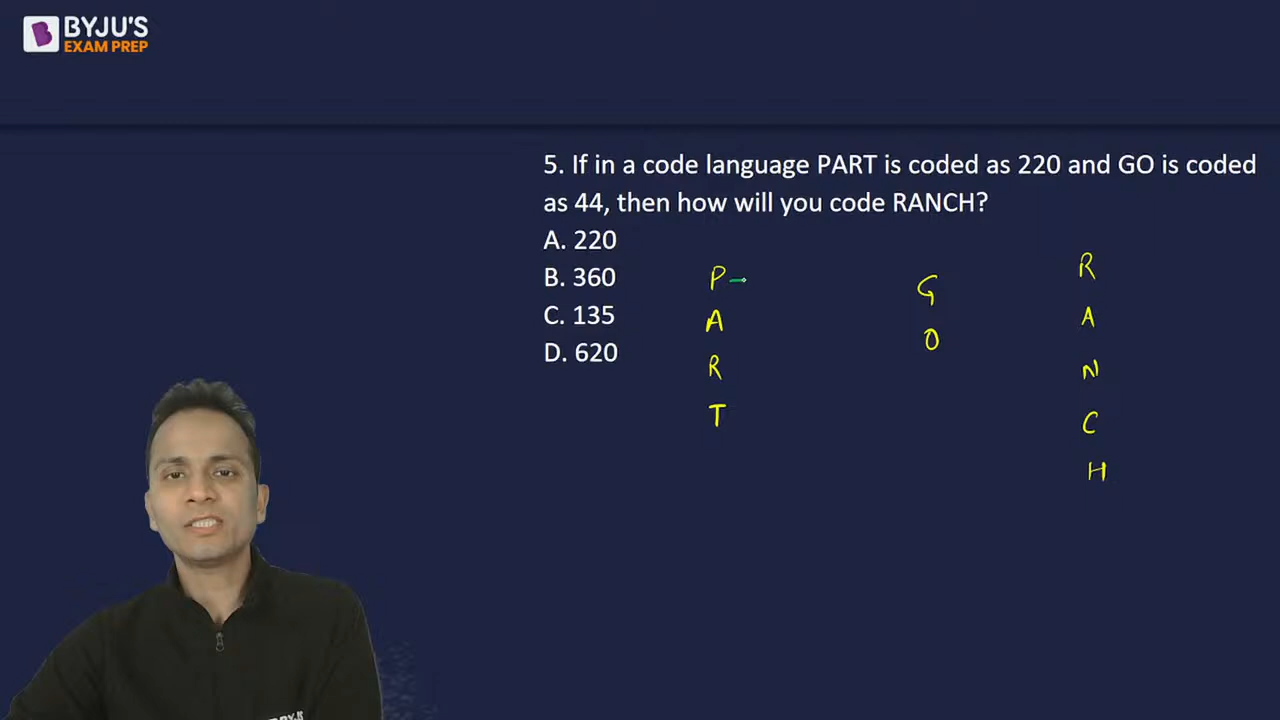 BYJU'S
EXAM PREP
5. If in a code language PART is coded as 220 and GO is coded
as 44, then how will you code RANCH?
A. 220
B. 360
C. 135
D. 620
P
A
R
T
G
O
R
A
N
C
H